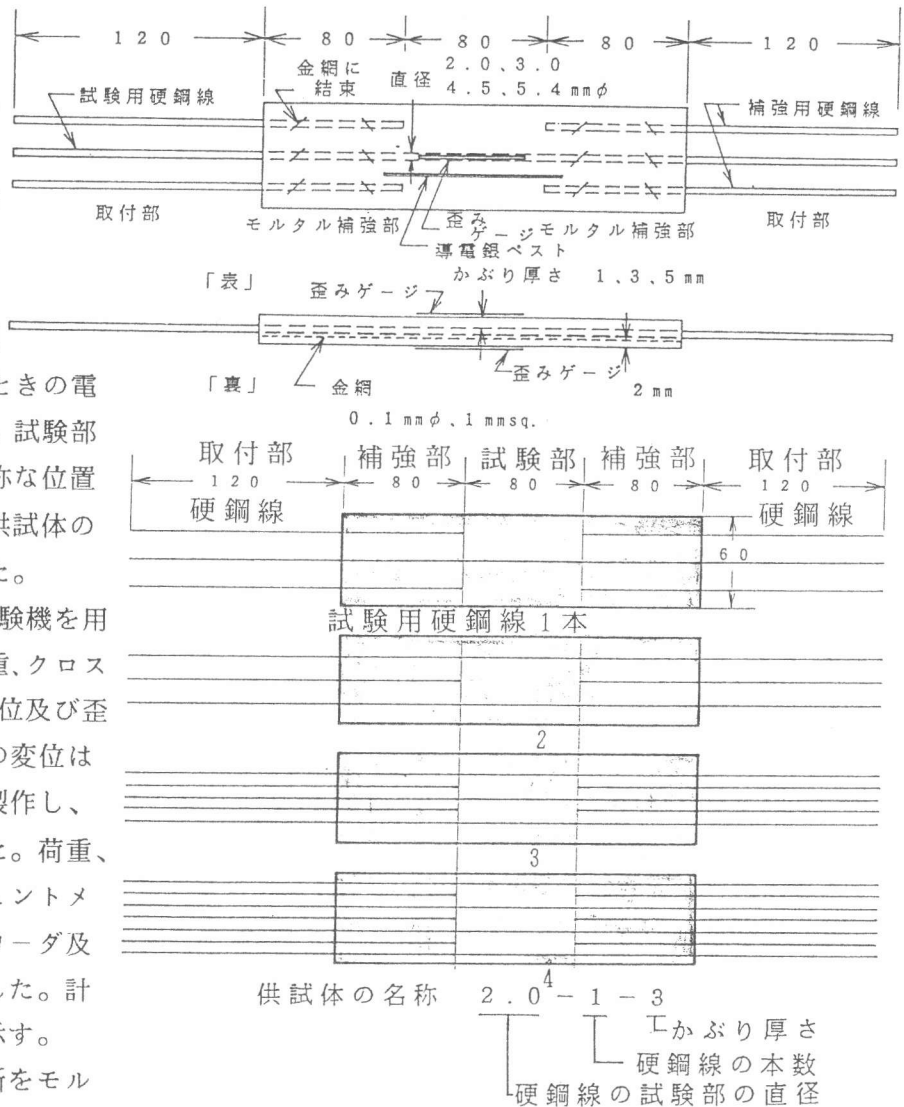 120 80 80 80 120
試験用硬鋼線
金網に
結束
直径
2.0、3.0
4.5、5.4mmφ
補強用硬鋼線
取付部
モルタル補強部
歪み
ゲージ
モルタル補強部
取付部
導電銀ペスト
かぶり厚さ 1、3、5mm
「表」
歪みゲージ
「裏」
金網
歪みゲージ
2mm
0.1mmφ、1mmsq.
ときの電
試験部
称な位置
供試体の
た。
験機を用
重、クロス
位及び歪
の変位は
製作し、
た。荷重、
ェントメ
コーダ及
した。計
示す。
所をモル
取付部 補強部 試験部 補強部 取付部
120 80 80 80 120
硬鋼線 硬鋼線
60
試験用硬鋼線1本
2
3
4
供試体の名称 2.0-1-3
かぶり厚さ
硬鋼線の本数
硬鋼線の試験部の直径